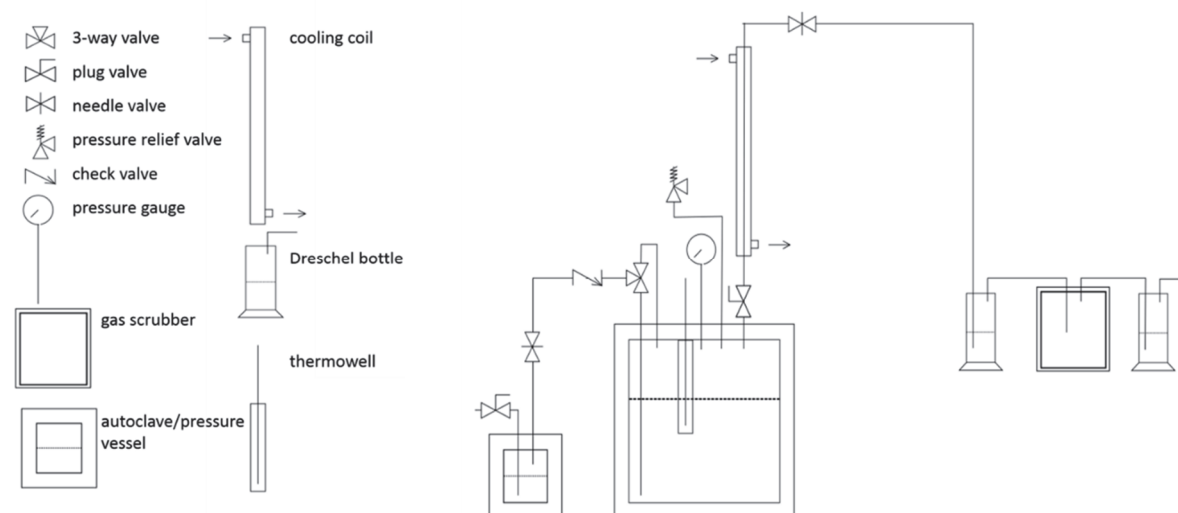 3-way valve
plug valve
needle valve
pressure relief valve
check valve
pressure gauge
gas scrubber
autoclave/pressure
vessel
cooling coil
Dreschel bottle
thermowell